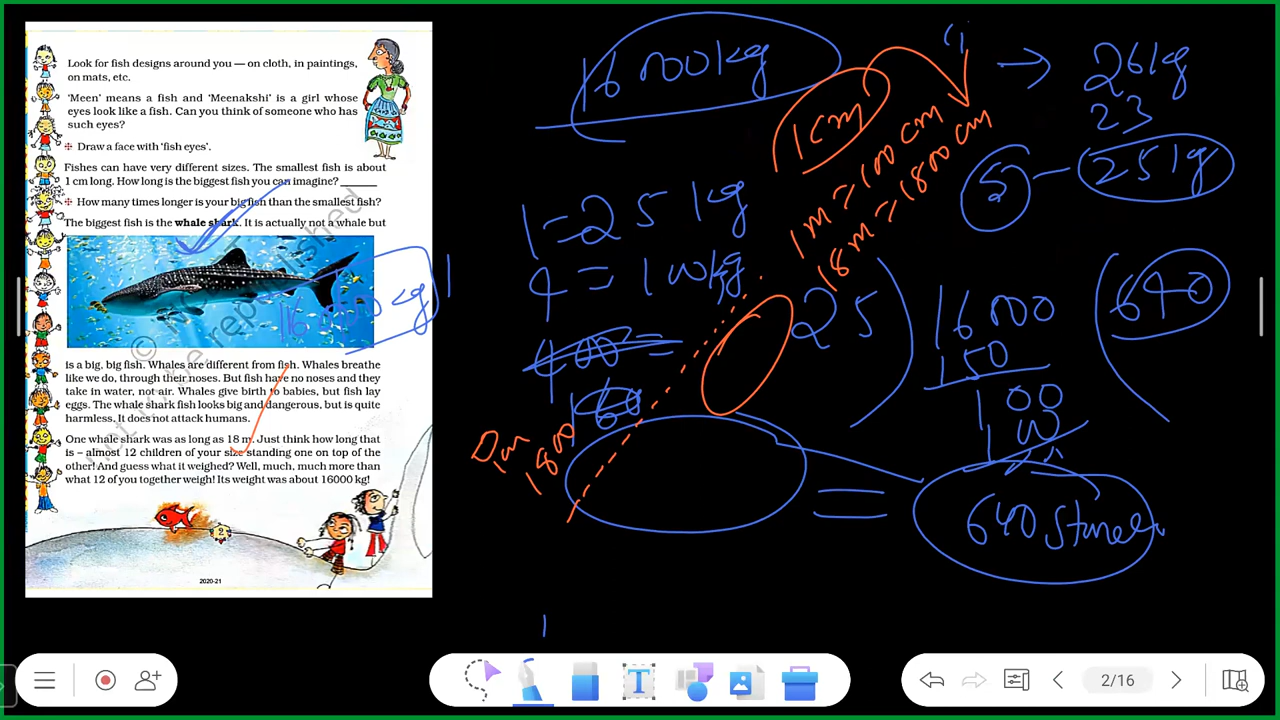 Look for fish designs around you — on cloth, in paintings,
on mats, etc.
'Meen' means a fish and 'Meenakshi' is a girl whose
eyes look like a fish. Can you think of someone who has
such eyes?
❖ Draw a face with 'fish eyes'.
Fishes can have very different sizes. The smallest fish is about
1 cm long. How long is the biggest fish you can imagine? ______
❖ How many times longer is your big fish than the smallest fish?
The biggest fish is the whale shark. It is actually not a whale but
16000 kg
is a big, big fish. Whales are different from fish. Whales breathe
like we do, through their noses. But fish have no noses and they
take in water, not air. Whales give birth to babies, but fish lay
eggs. The whale shark fish looks big and dangerous, but is quite
harmless. It does not attack humans.
One whale shark was as long as 18 m. Just think how long that
is – almost 12 children of your size standing one on top of the
other! And guess what it weighed? Well, much, much more than
what 12 of you together weigh! Its weight was about 16000 kg!
2
2020-21
16000kg
1cm
1m = 100 cm
18m = 1800 cm
→ 26kg
23
5 - 25kg
1 = 25kg
4 = 100kg
400 =
160
25
16000
150
100
100
640
1800
= 640 Students
T
2/16